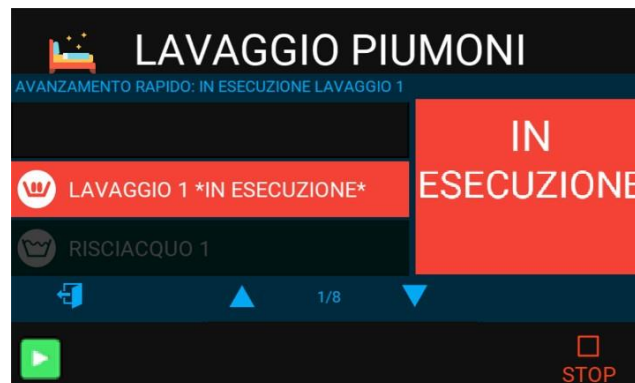 LAVAGGIO PIUMONI
AVANZAMENTO RAPIDO: IN ESECUZIONE LAVAGGIO 1
IN
ESECUZIONE
LAVAGGIO 1 *IN ESECUZIONE*
RISCIACQUO 1
1/8
STOP